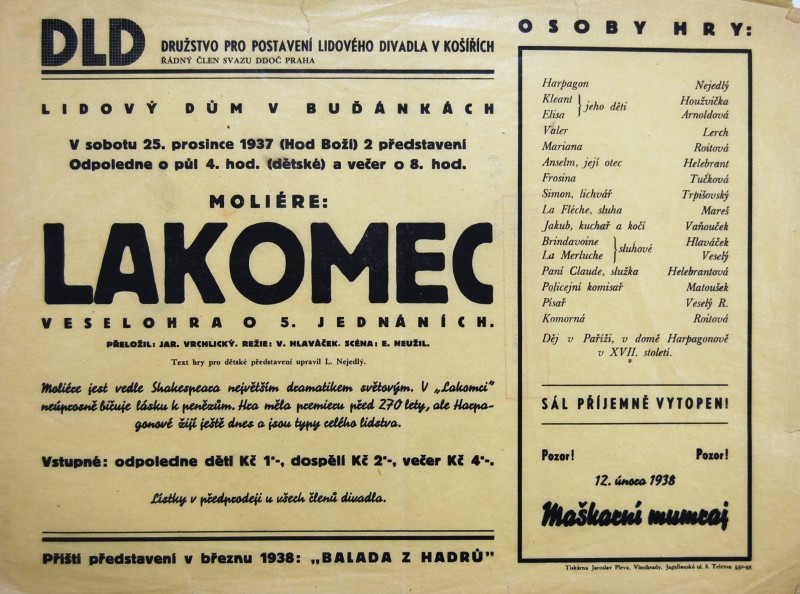 DLD
DRUŽSTVO PRO POSTAVENÍ LIDOVÉHO DIVADLA V KOŠÍŘÍCH
ŘÁDNÝ ČLEN SVAZU DDOČ PRAHA
LIDOVÝ DŮM V BUĎÁNKÁCH
V sobotu 25. prosince 1937 (Hod Boží) 2 představení
Odpoledne o půl 4. hod. (dětské) a večer o 8. hod.
MOLIÉRE:
LAKOMEC
VESELOHRA O 5. JEDNÁNÍCH.
PŘELOŽIL: JAR. VRCHLICKÝ. REŽIE: V. HLAVÁČEK. SCÉNA: E. NEUŽIL.
Text hry pro dětské představení upravil L. Nejedlý.
Moliére jest vedle Shakespeara největším dramatikem světovým. V „Lakomci"
neúprosně bičuje lásku k penězům. Hra měla premieru před 270 lety, ale Harpa-
gonové žijí ještě dnes a jsou typy celého lidstva.
Vstupné: odpoledne děti Kč 1·-, dospělí Kč 2·-, večer Kč 4·-.
Lístky v předprodeji u všech členů divadla.
Příští představení v březnu 1938: „BALADA Z HADRŮ"
OSOBY HRY:
Harpagon Nejedlý
Kleant } jeho děti Houžvička
Elisa Arnoldová
Valer Lerch
Mariana Roitová
Anselm, její otec Helebrant
Frosina Tučková
Simon, lichvář Trpišovský
La Fléche, sluha Mareš
Jakub, kuchař a kočí Vaňouček
Brindavoine } sluhové Hlaváček
La Merluche Veselý
Paní Claude, služka Helebrantová
Policejní komisař Matoušek
Písař Veselý R.
Komorná Roitová
Děj v Paříži, v domě Harpagonově
v XVII. století.
SÁL PŘÍJEMNĚ VYTOPEN!
Pozor! Pozor!
12. února 1938
Maškarní mumraj
Tiskárna Jaroslav Pleva, Vinohrady, Jagellonská ul. 8. Telefon 550-92